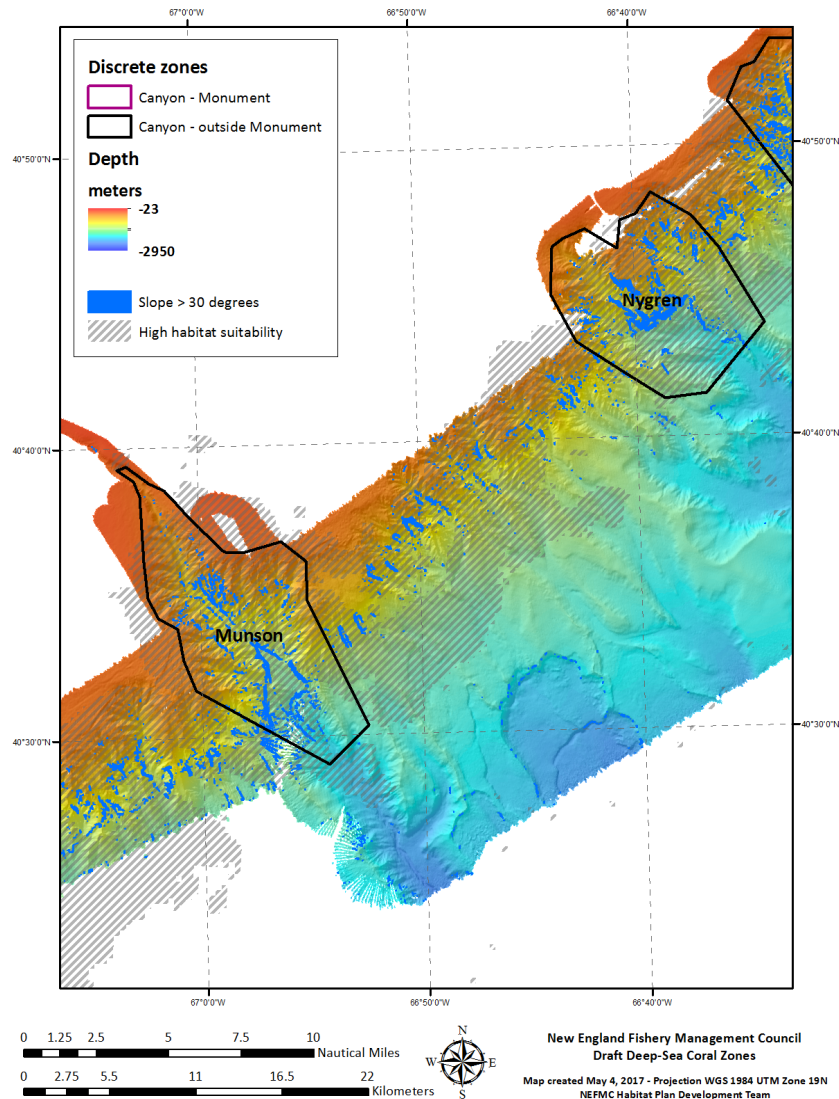 67°0'0"W 66°50'0"W 66°40'0"W
Discrete zones
Canyon - Monument
Canyon - outside Monument
Depth
meters
-23
-2950
Slope > 30 degrees
High habitat suitability
40°50'0"N
40°50'0"N
Nygren
40°40'0"N
40°40'0"N
Munson
40°30'0"N
40°30'0"N
67°0'0"W 66°50'0"W 66°40'0"W
0 1.25 2.5 5 7.5 10
Nautical Miles
0 2.75 5.5 11 16.5 22
Kilometers
N
W E
S
New England Fishery Management Council
Draft Deep-Sea Coral Zones
Map created May 4, 2017 - Projection WGS 1984 UTM Zone 19N
NEFMC Habitat Plan Development Team